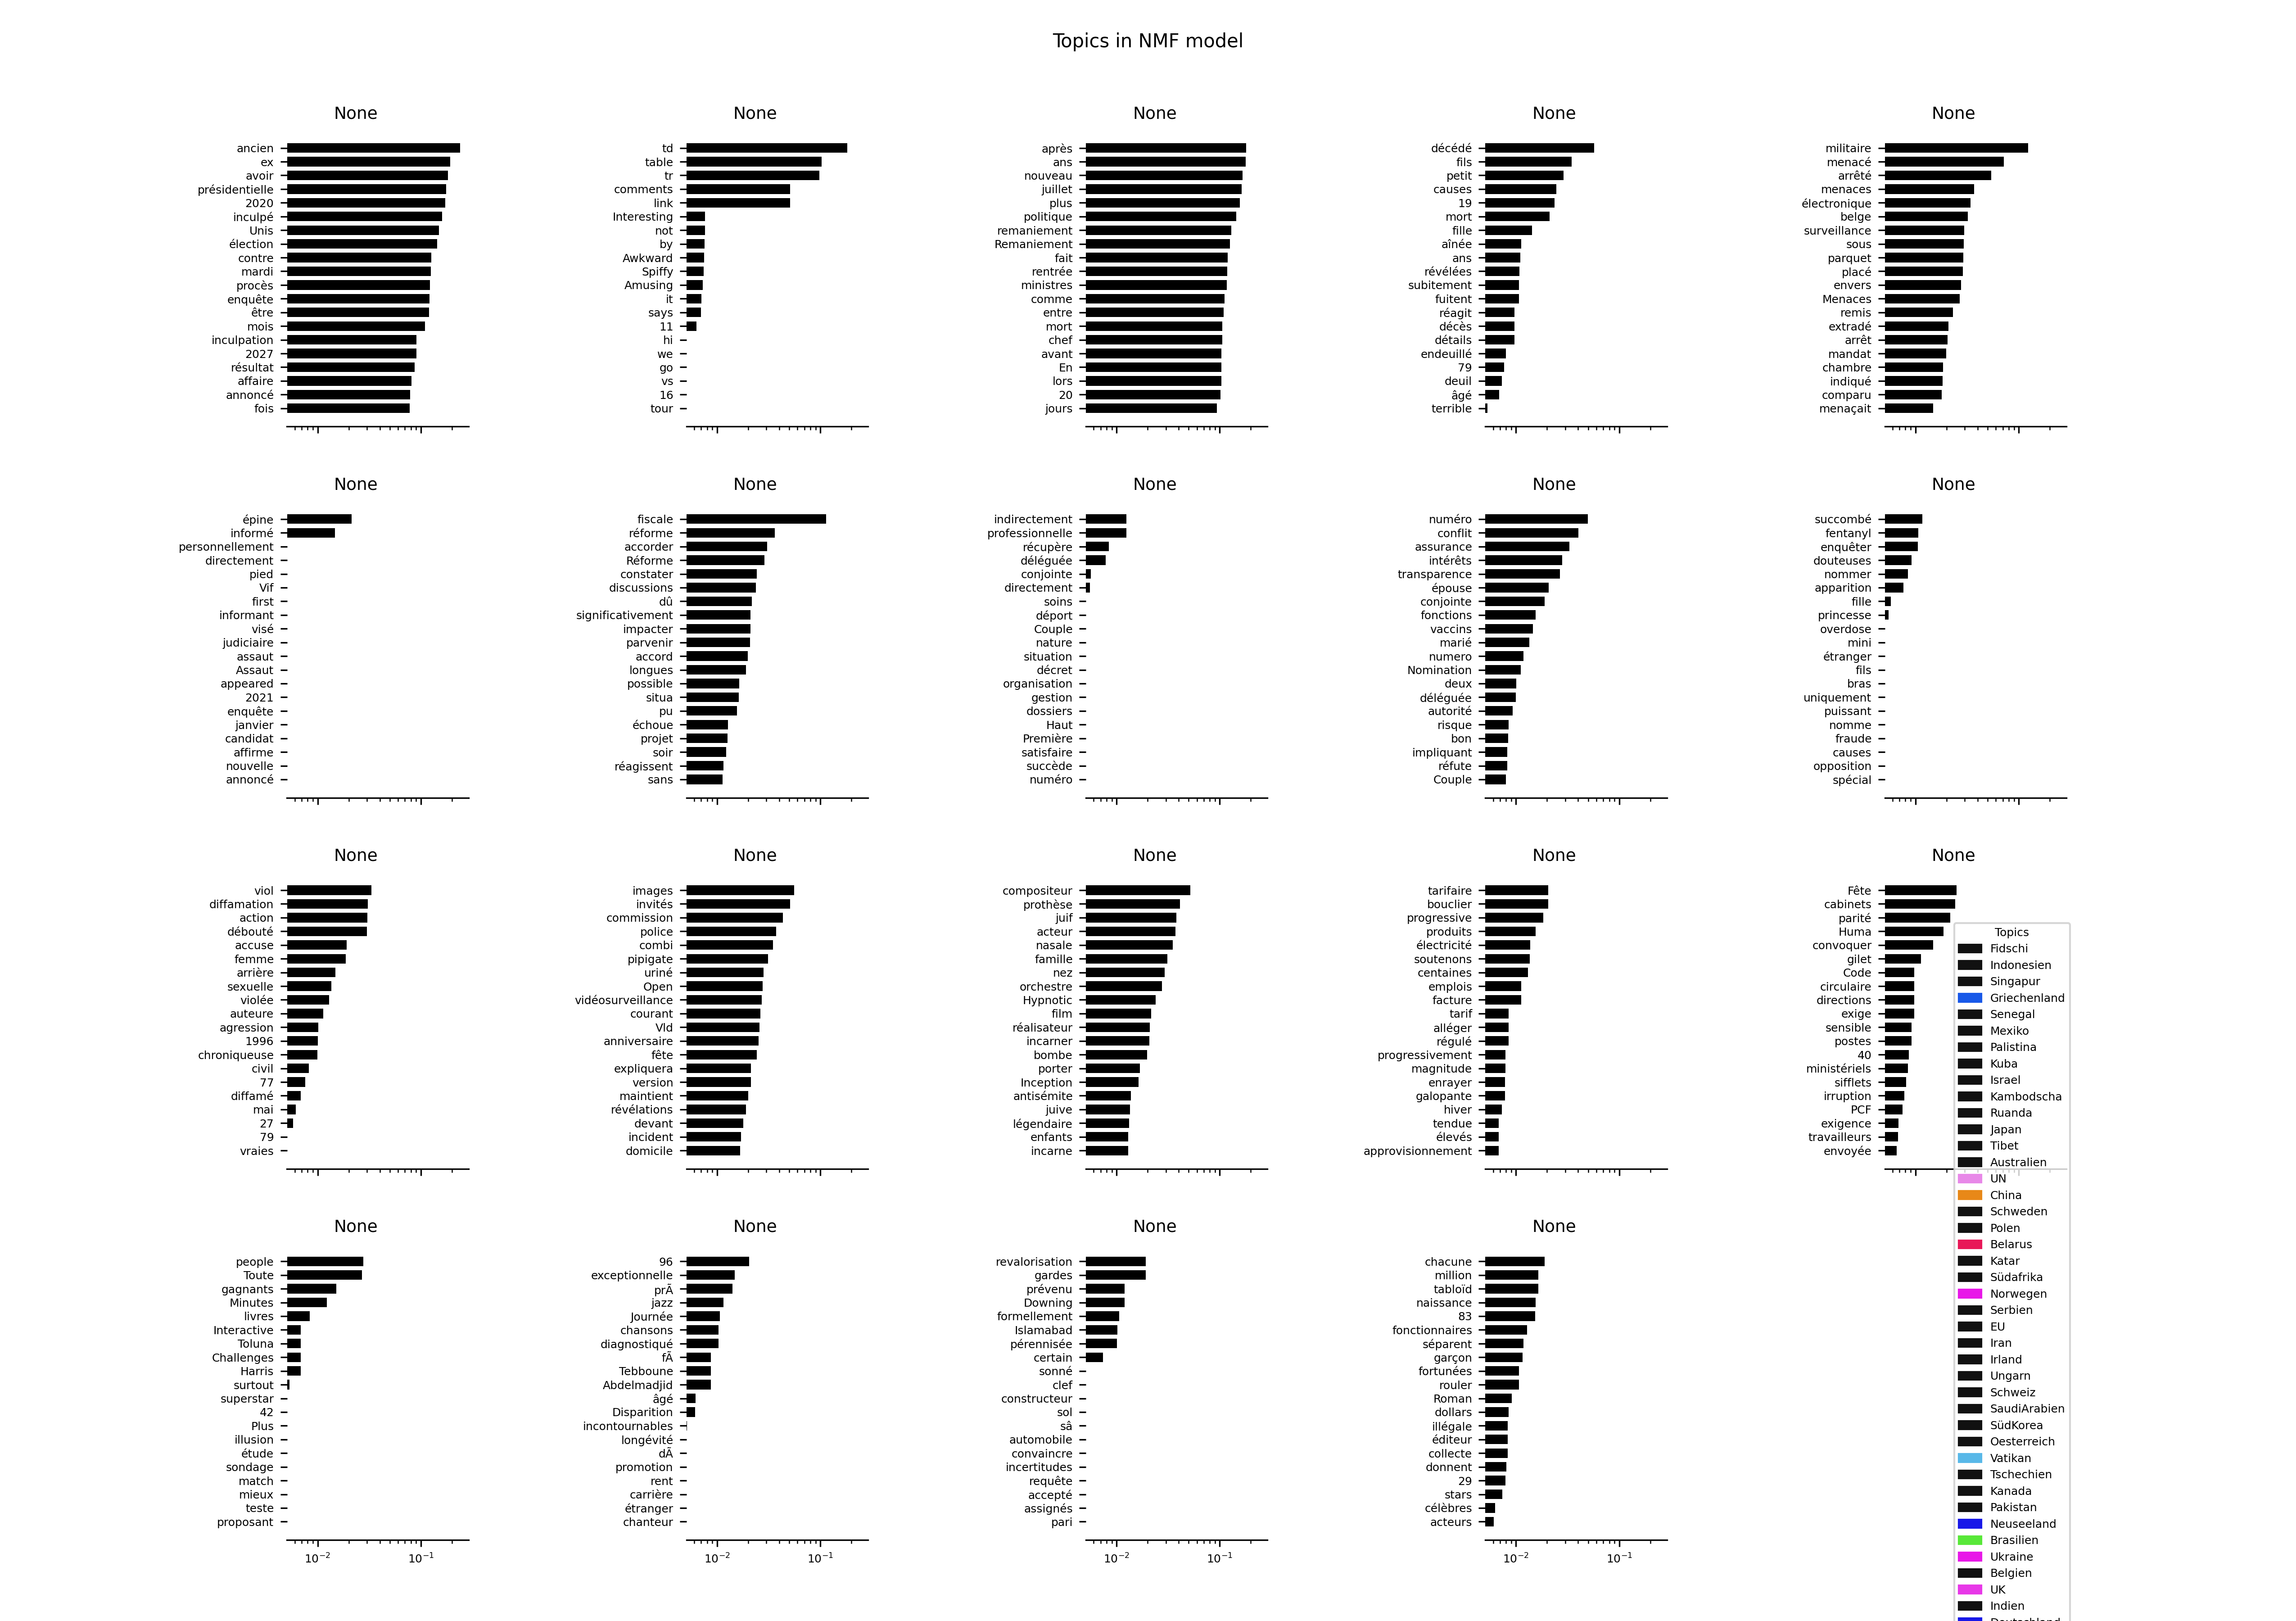 Topics in NMF model
None
ancien
ex
avoir
présidentielle
2020
inculpé
Unis
élection
contre
mardi
procès
enquête
être
mois
inculpation
2027
résultat
affaire
annoncé
fois
None
td
table
tr
comments
link
Interesting
not
by
Awkward
Spiffy
Amusing
it
says
11
hi
we
go
vs
16
tour
None
après
ans
nouveau
juillet
plus
politique
remaniement
Remaniement
fait
rentrée
ministres
comme
entre
mort
chef
avant
En
lors
20
jours
None
décédé
fils
petit
causes
19
mort
fille
aînée
ans
révélées
subitement
fuitent
réagit
décès
détails
endeuillé
79
deuil
âgé
terrible
None
militaire
menacé
arrêté
menaces
électronique
belge
surveillance
sous
parquet
placé
envers
Menaces
remis
extradé
arrêt
mandat
chambre
indiqué
comparu
menaçait
None
épine
informé
personnellement
directement
pied
Vif
first
informant
visé
judiciaire
assaut
Assaut
appeared
2021
enquête
janvier
candidat
affirme
nouvelle
annoncé
None
fiscale
réforme
accorder
Réforme
constater
discussions
dû
significativement
impacter
parvenir
accord
longues
possible
situa
pu
échoue
projet
soir
réagissent
sans
None
indirectement
professionnelle
récupère
déléguée
conjointe
directement
soins
déport
Couple
nature
situation
décret
organisation
gestion
dossiers
Haut
Première
satisfaire
succède
numéro
None
numéro
conflit
assurance
intérêts
transparence
épouse
conjointe
fonctions
vaccins
marié
numero
Nomination
deux
déléguée
autorité
risque
bon
impliquant
réfute
Couple
None
succombé
fentanyl
enquêter
douteuses
nommer
apparition
fille
princesse
overdose
mini
étranger
fils
bras
uniquement
puissant
nomme
fraude
causes
opposition
spécial
None
viol
diffamation
action
débouté
accuse
femme
arrière
sexuelle
violée
auteure
agression
1996
chroniqueuse
civil
77
diffamé
mai
27
79
vraies
None
images
invités
commission
police
combi
pipigate
uriné
Open
vidéosurveillance
courant
Vld
anniversaire
fête
expliquera
version
maintient
révélations
devant
incident
domicile
None
compositeur
prothèse
juif
acteur
nasale
famille
nez
orchestre
Hypnotic
film
réalisateur
incarner
bombe
porter
Inception
antisémite
juive
légendaire
enfants
incarne
None
tarifaire
bouclier
progressive
produits
électricité
soutenons
centaines
emplois
facture
tarif
alléger
régulé
progressivement
magnitude
enrayer
galopante
hiver
tendue
élevés
approvisionnement
None
Fête
cabinets
parité
Huma
convoquer
gilet
Code
circulaire
directions
exige
sensible
postes
40
ministériels
sifflets
irruption
PCF
exigence
travailleurs
envoyée
None
people
Toute
gagnants
Minutes
livres
Interactive
Toluna
Challenges
Harris
surtout
superstar
42
Plus
illusion
étude
sondage
match
mieux
teste
proposant
10⁻² 10⁻¹
None
96
exceptionnelle
prÃ
jazz
Journée
chansons
diagnostiqué
fÃ
Tebboune
Abdelmadjid
âgé
Disparition
incontournables
longévité
dÃ
promotion
rent
carrière
étranger
chanteur
10⁻² 10⁻¹
None
revalorisation
gardes
prévenu
Downing
formellement
Islamabad
pérennisée
certain
sonné
clef
constructeur
sol
sâ
automobile
convaincre
incertitudes
requête
accepté
assignés
pari
10⁻² 10⁻¹
None
chacune
million
tabloïd
naissance
83
fonctionnaires
séparent
garçon
fortunées
rouler
Roman
dollars
illégale
éditeur
collecte
donnent
29
stars
célèbres
acteurs
10⁻² 10⁻¹
Topics
Fidschi
Indonesien
Singapur
Griechenland
Senegal
Mexiko
Palistina
Kuba
Israel
Kambodscha
Ruanda
Japan
Tibet
Australien
UN
China
Schweden
Polen
Belarus
Katar
Südafrika
Norwegen
Serbien
EU
Iran
Irland
Ungarn
Schweiz
SaudiArabien
SüdKorea
Oesterreich
Vatikan
Tschechien
Kanada
Pakistan
Neuseeland
Brasilien
Ukraine
Belgien
UK
Indien